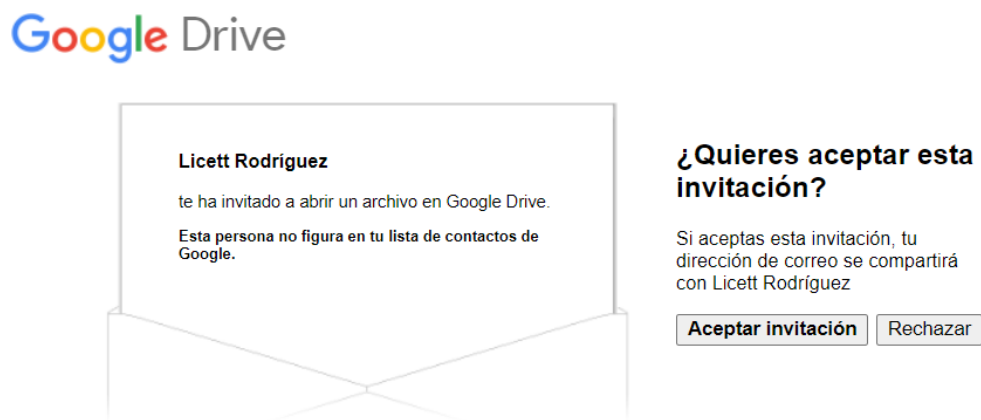 Google Drive
Licett Rodríguez
te ha invitado a abrir un archivo en Google Drive.
Esta persona no figura en tu lista de contactos de
Google.
¿Quieres aceptar esta
invitación?
Si aceptas esta invitación, tu
dirección de correo se compartirá
con Licett Rodríguez
Aceptar invitación
Rechazar